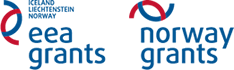 ICELAND
LIECHTENSTEIN
NORWAY
eea
grants
norway
grants